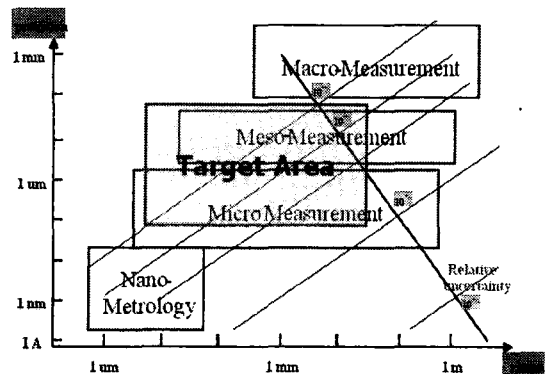 1 mm
Macro-Measurement
Meso-Measurement
Target Area
1 um
Micro Measurement
Nano-
Metrology
Relative
uncertainty
1 nm
1 A
1 um
1 mm
1 m